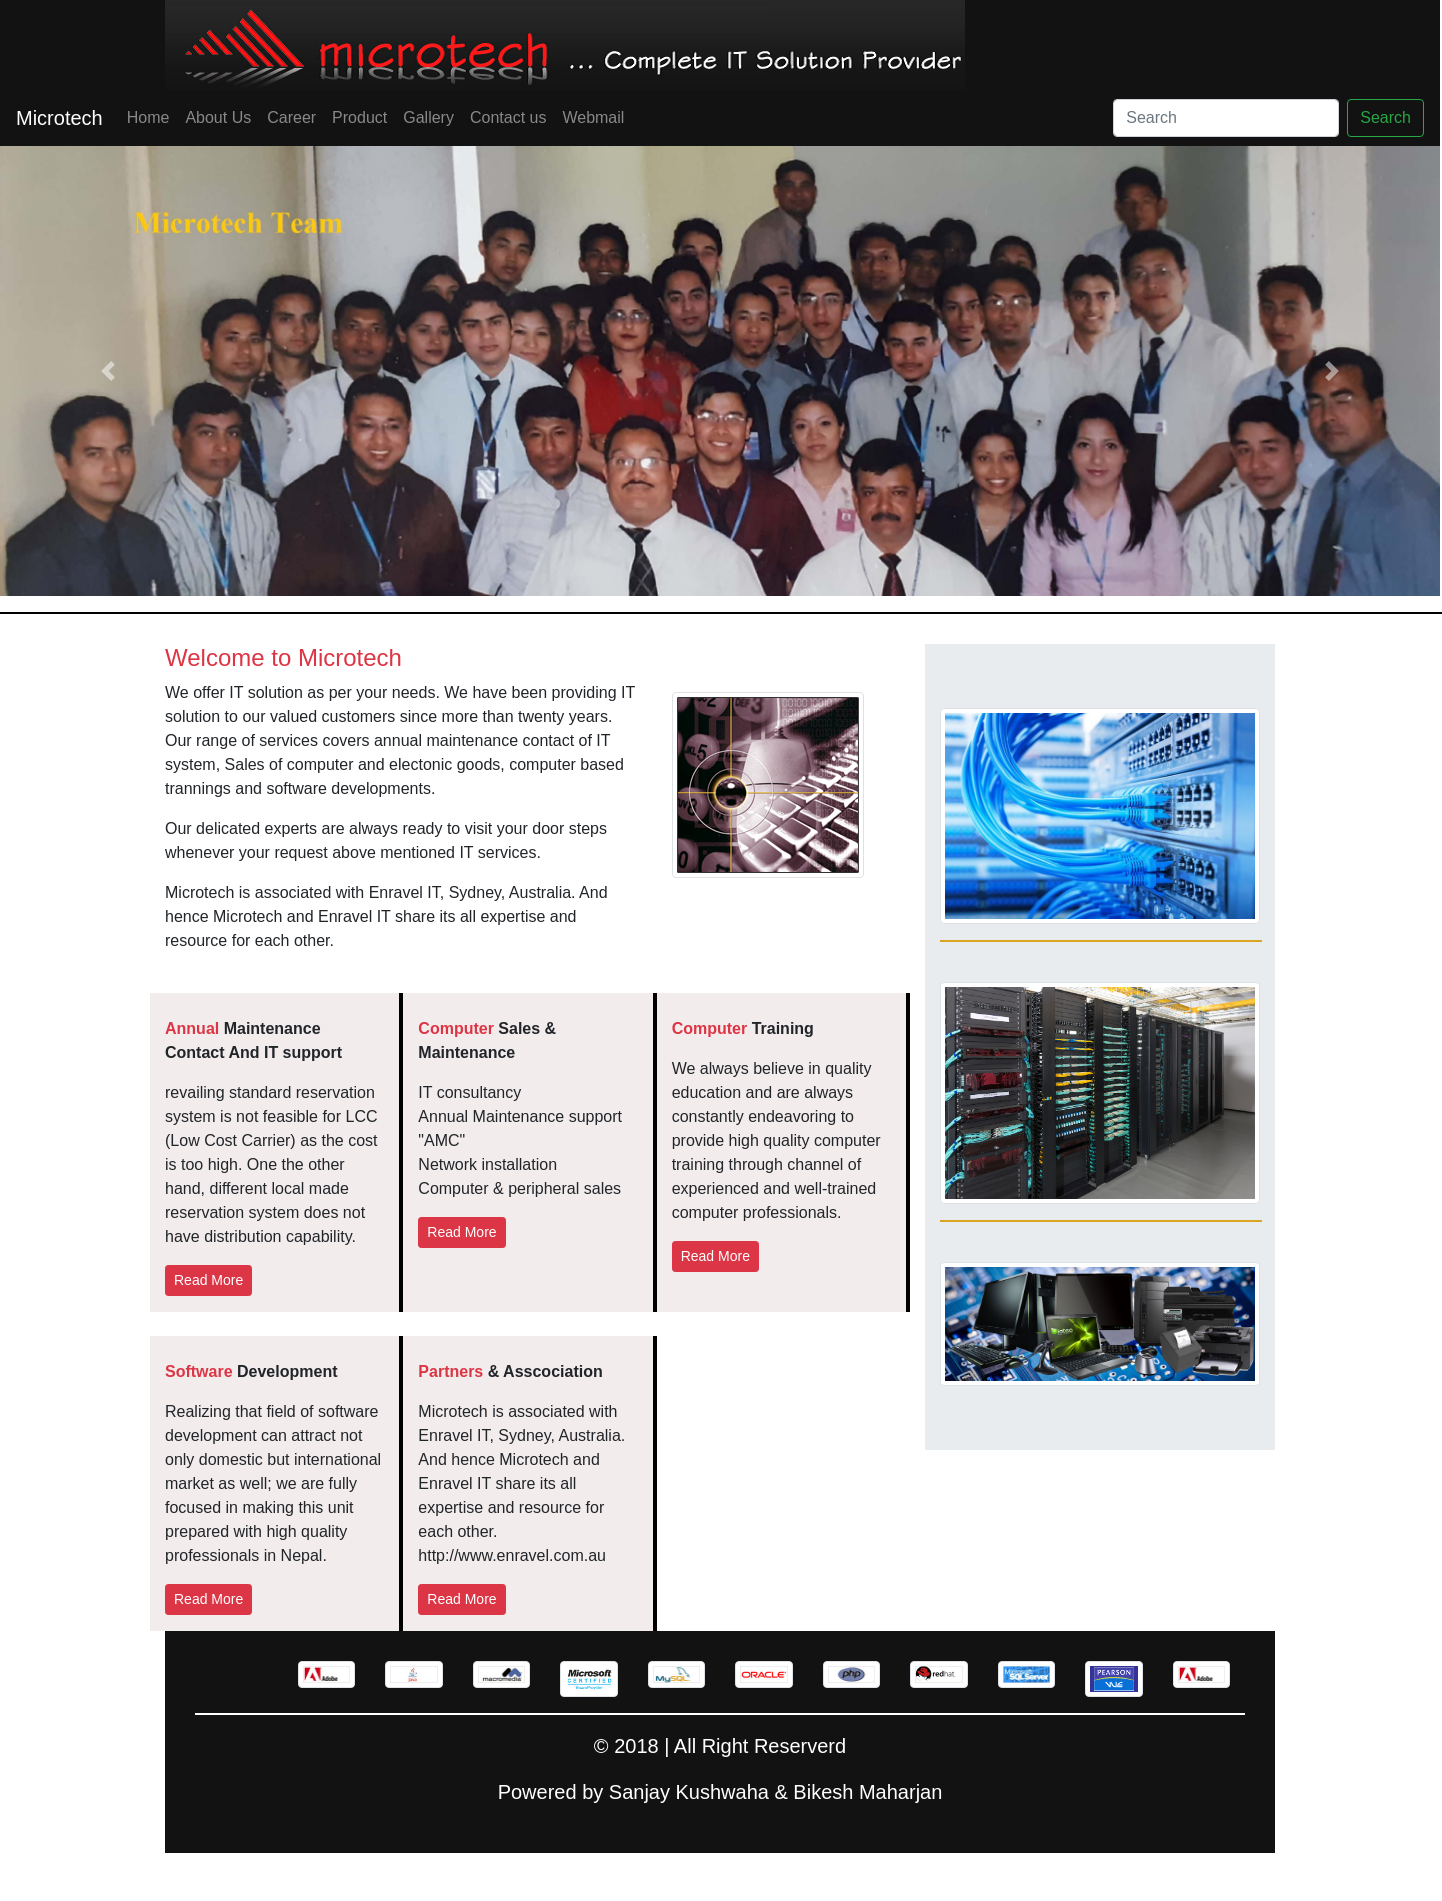 microtech ... Complete IT Solution Provider
Microtech Home About Us Career Product Gallery Contact us Webmail Search Search
Microtech Team
Welcome to Microtech
We offer IT solution as per your needs. We have been providing IT
solution to our valued customers since more than twenty years.
Our range of services covers annual maintenance contact of IT
system, Sales of computer and electonic goods, computer based
trannings and software developments.
Our delicated experts are always ready to visit your door steps
whenever your request above mentioned IT services.
Microtech is associated with Enravel IT, Sydney, Australia. And
hence Microtech and Enravel IT share its all expertise and
resource for each other.
Annual Maintenance
Contact And IT support
revailing standard reservation
system is not feasible for LCC
(Low Cost Carrier) as the cost
is too high. One the other
hand, different local made
reservation system does not
have distribution capability.
Read More
Computer Sales &
Maintenance
IT consultancy
Annual Maintenance support
"AMC"
Network installation
Computer & peripheral sales
Read More
Computer Training
We always believe in quality
education and are always
constantly endeavoring to
provide high quality computer
training through channel of
experienced and well-trained
computer professionals.
Read More
Software Development
Realizing that field of software
development can attract not
only domestic but international
market as well; we are fully
focused in making this unit
prepared with high quality
professionals in Nepal.
Read More
Partners & Asscociation
Microtech is associated with
Enravel IT, Sydney, Australia.
And hence Microtech and
Enravel IT share its all
expertise and resource for
each other.
http://www.enravel.com.au
Read More
Adobe
Java
macromedia
Microsoft
CERTIFIED
MySQL
ORACLE
php
redhat.
Microsoft
SQL Server
PEARSON
VUE
Adobe
© 2018 | All Right Reserverd
Powered by Sanjay Kushwaha & Bikesh Maharjan